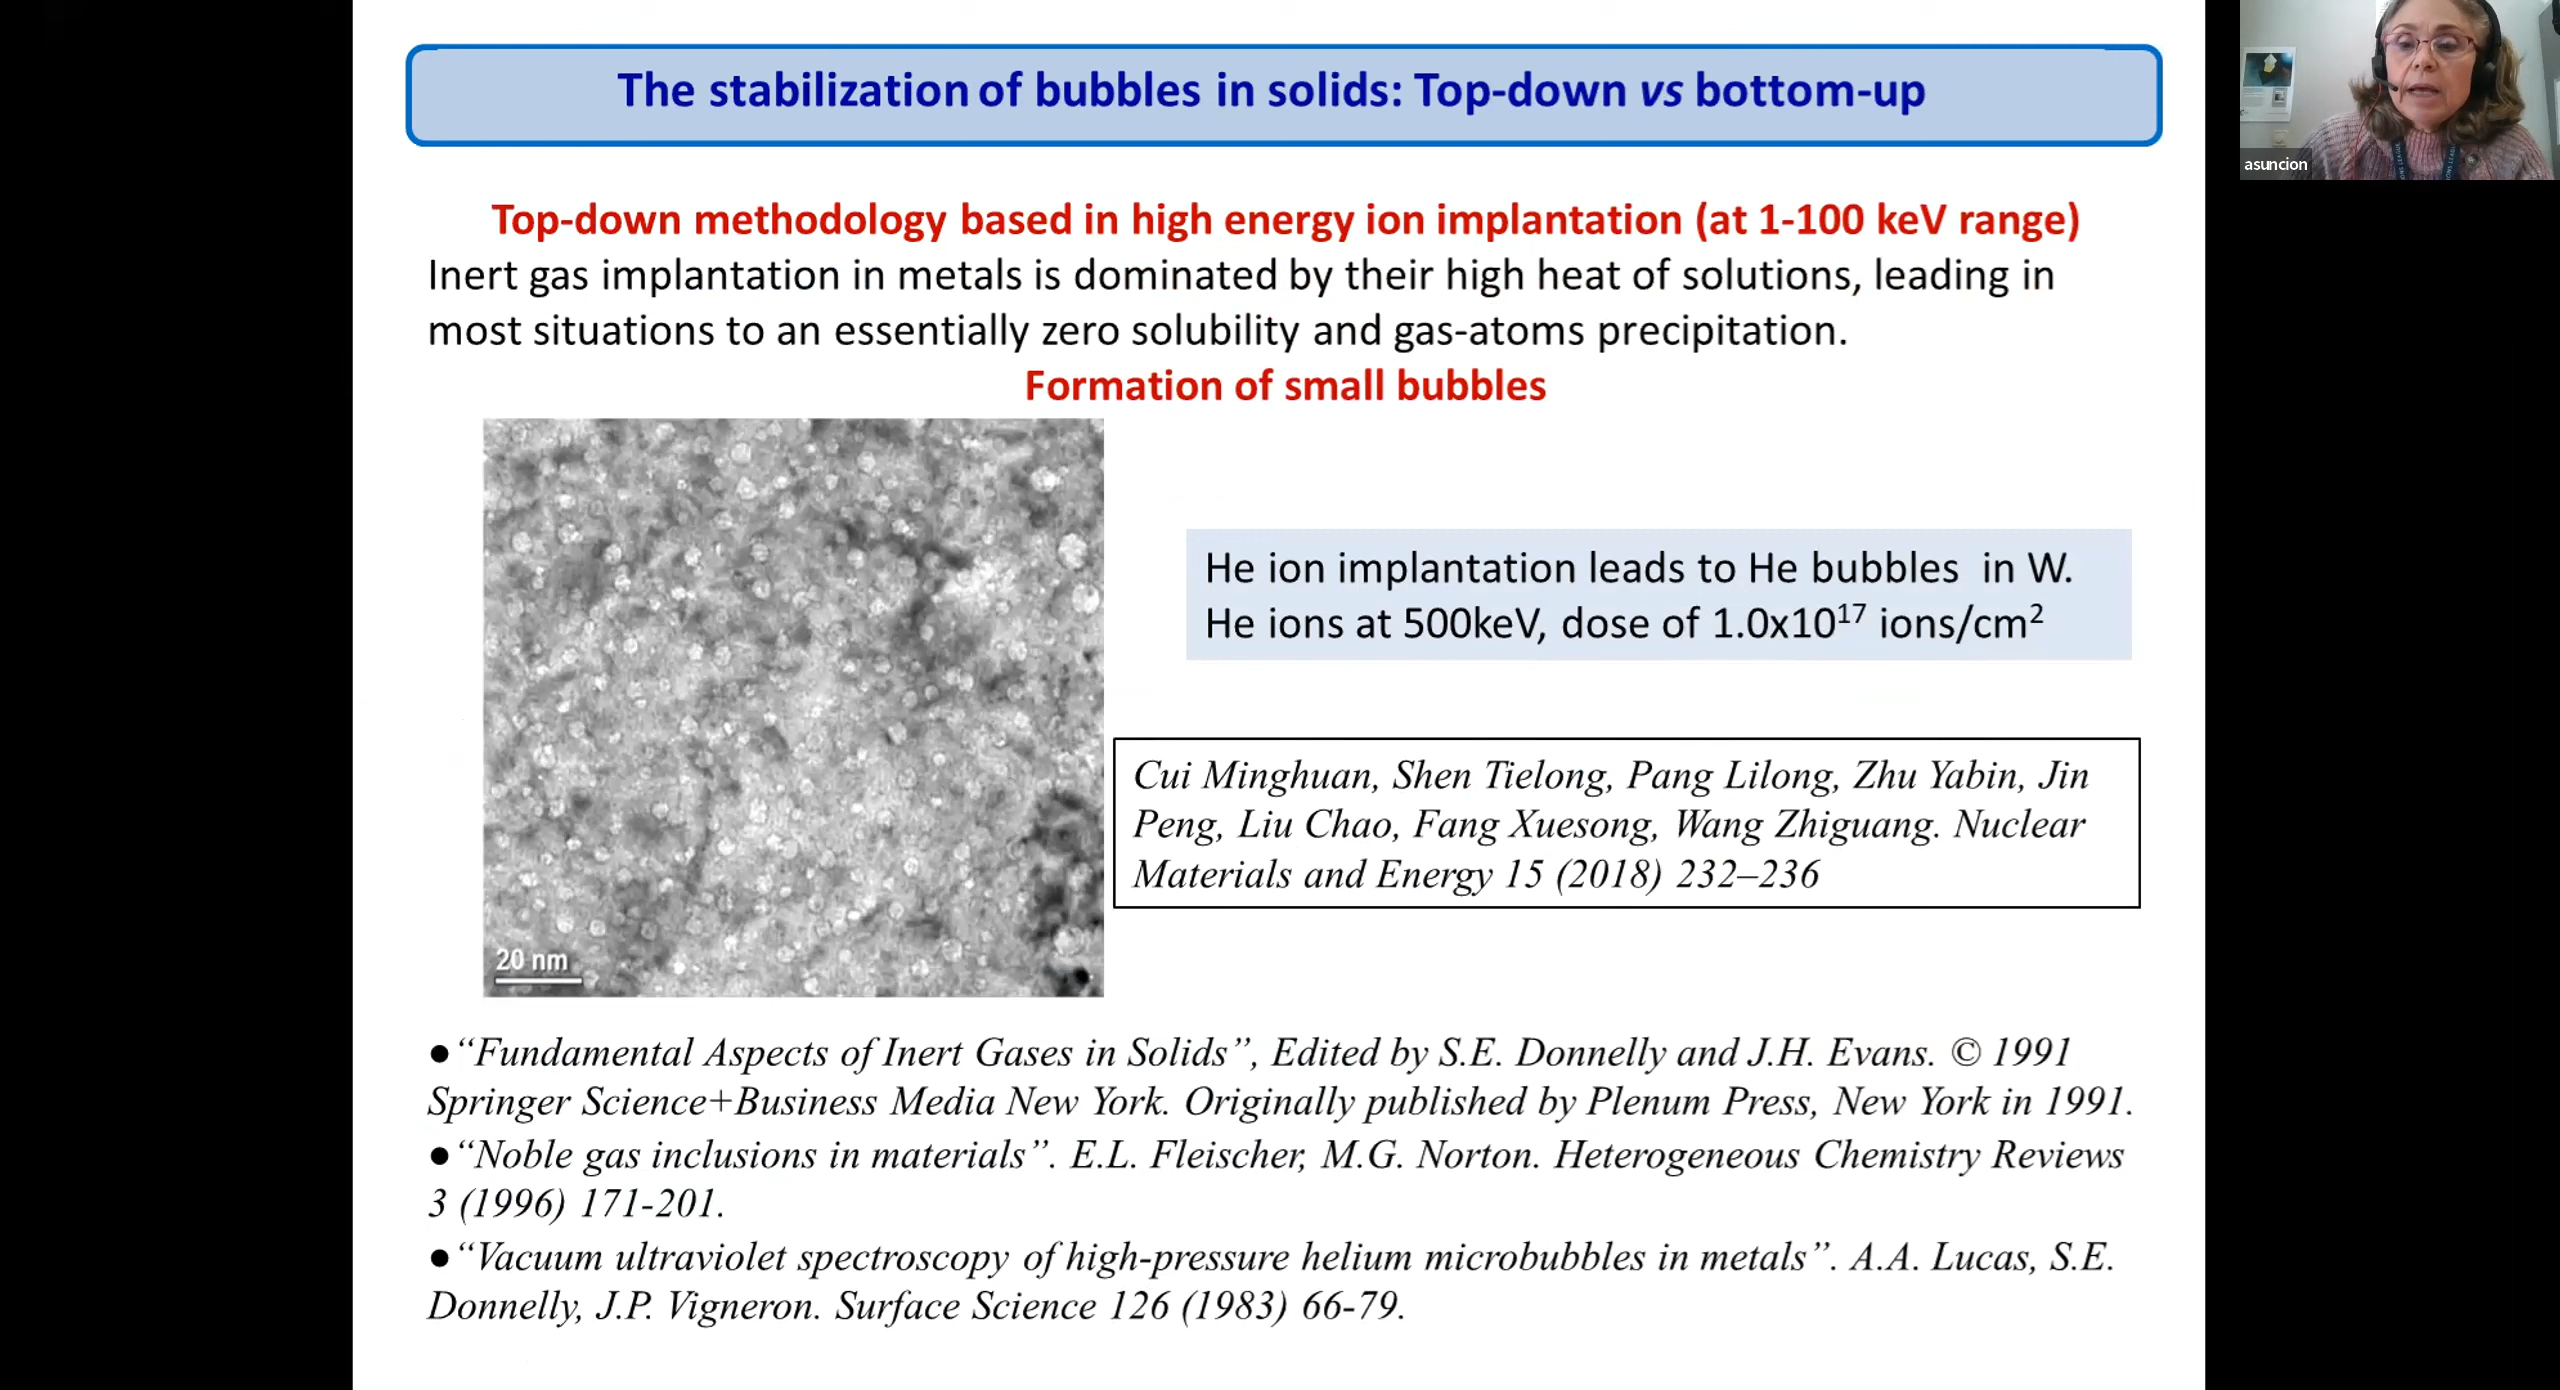 The stabilization of bubbles in solids: Top-down vs bottom-up
asuncion
Top-down methodology based in high energy ion implantation (at 1-100 keV range)
Inert gas implantation in metals is dominated by their high heat of solutions, leading in
most situations to an essentially zero solubility and gas-atoms precipitation.
Formation of small bubbles
He ion implantation leads to He bubbles in W.
He ions at 500keV, dose of 1.0x10¹⁷ ions/cm²
Cui Minghuan, Shen Tielong, Pang Lilong, Zhu Yabin, Jin
Peng, Liu Chao, Fang Xuesong, Wang Zhiguang. Nuclear
Materials and Energy 15 (2018) 232–236
20 nm
●“Fundamental Aspects of Inert Gases in Solids”, Edited by S.E. Donnelly and J.H. Evans. © 1991
Springer Science+Business Media New York. Originally published by Plenum Press, New York in 1991.
●“Noble gas inclusions in materials”. E.L. Fleischer, M.G. Norton. Heterogeneous Chemistry Reviews
3 (1996) 171-201.
●“Vacuum ultraviolet spectroscopy of high-pressure helium microbubbles in metals”. A.A. Lucas, S.E.
Donnelly, J.P. Vigneron. Surface Science 126 (1983) 66-79.